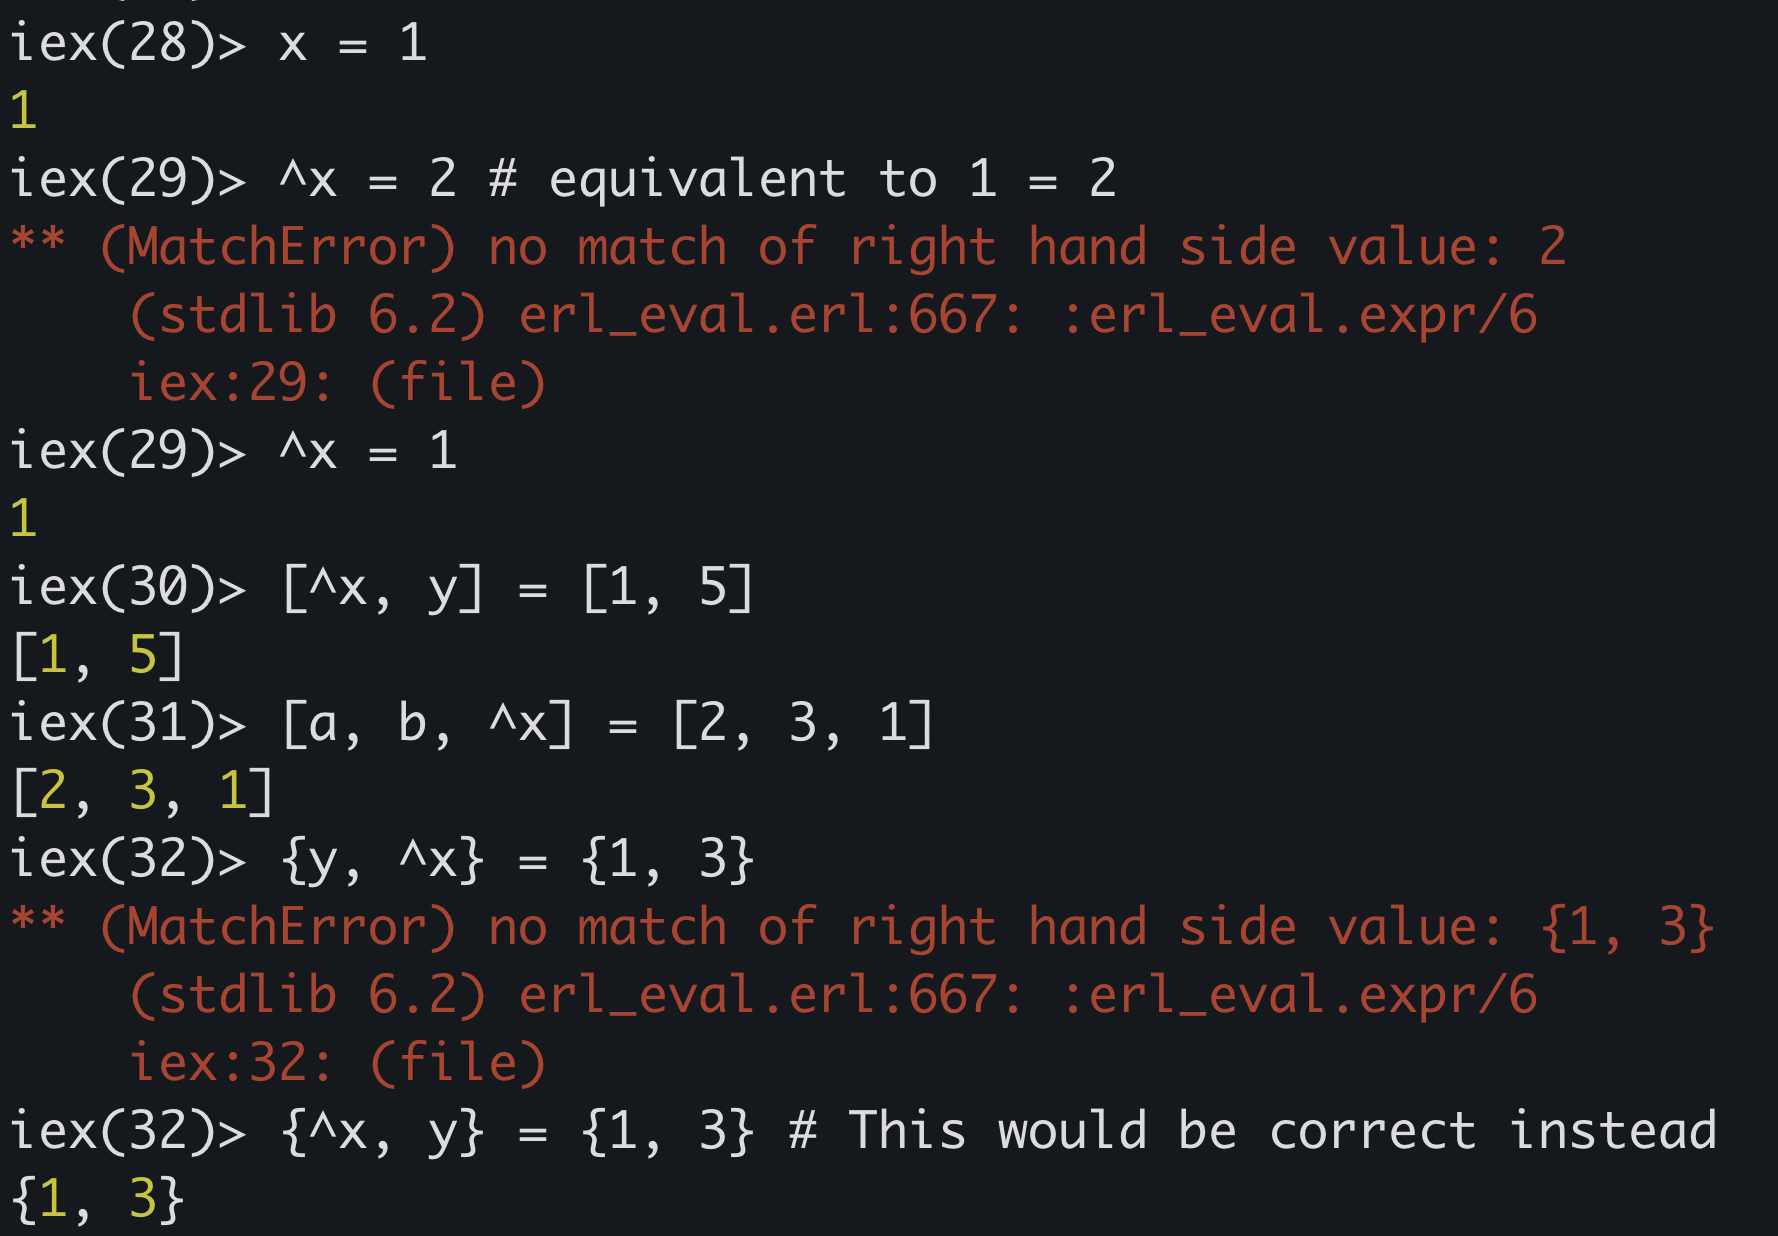 iex(28)> x = 1
1
iex(29)> ^x = 2 # equivalent to 1 = 2
** (MatchError) no match of right hand side value: 2
    (stdlib 6.2) erl_eval.erl:667: :erl_eval.expr/6
    iex:29: (file)
iex(29)> ^x = 1
1
iex(30)> [^x, y] = [1, 5]
[1, 5]
iex(31)> [a, b, ^x] = [2, 3, 1]
[2, 3, 1]
iex(32)> {y, ^x} = {1, 3}
** (MatchError) no match of right hand side value: {1, 3}
    (stdlib 6.2) erl_eval.erl:667: :erl_eval.expr/6
    iex:32: (file)
iex(32)> {^x, y} = {1, 3} # This would be correct instead
{1, 3}